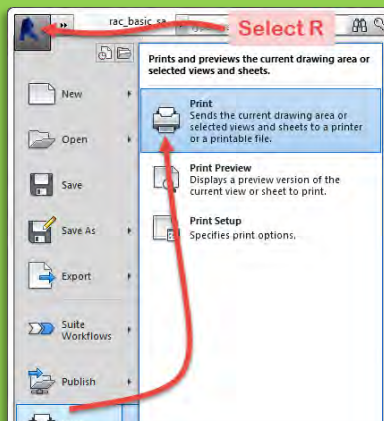 rac_basic_sa
Select R
Prints and previews the current drawing area or
selected views and sheets.
New
Open
Save
Save As
Export
Suite
Workflows
Publish
Print
Sends the current drawing area or
selected views and sheets to a printer
or a printable file.
Print Preview
Displays a preview version of the
current view or sheet to print.
Print Setup
Specifies print options.